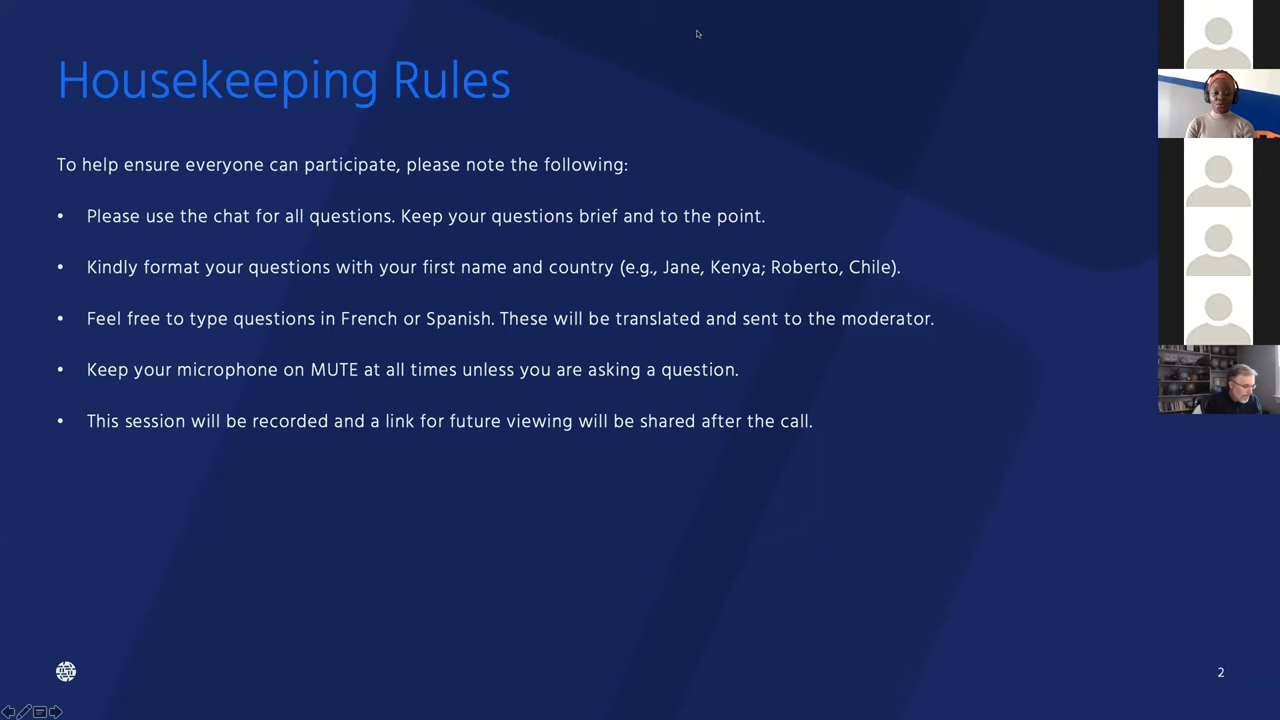 Housekeeping Rules
To help ensure everyone can participate, please note the following:
• Please use the chat for all questions. Keep your questions brief and to the point.
• Kindly format your questions with your first name and country (e.g., Jane, Kenya; Roberto, Chile).
• Feel free to type questions in French or Spanish. These will be translated and sent to the moderator.
• Keep your microphone on MUTE at all times unless you are asking a question.
• This session will be recorded and a link for future viewing will be shared after the call.
2